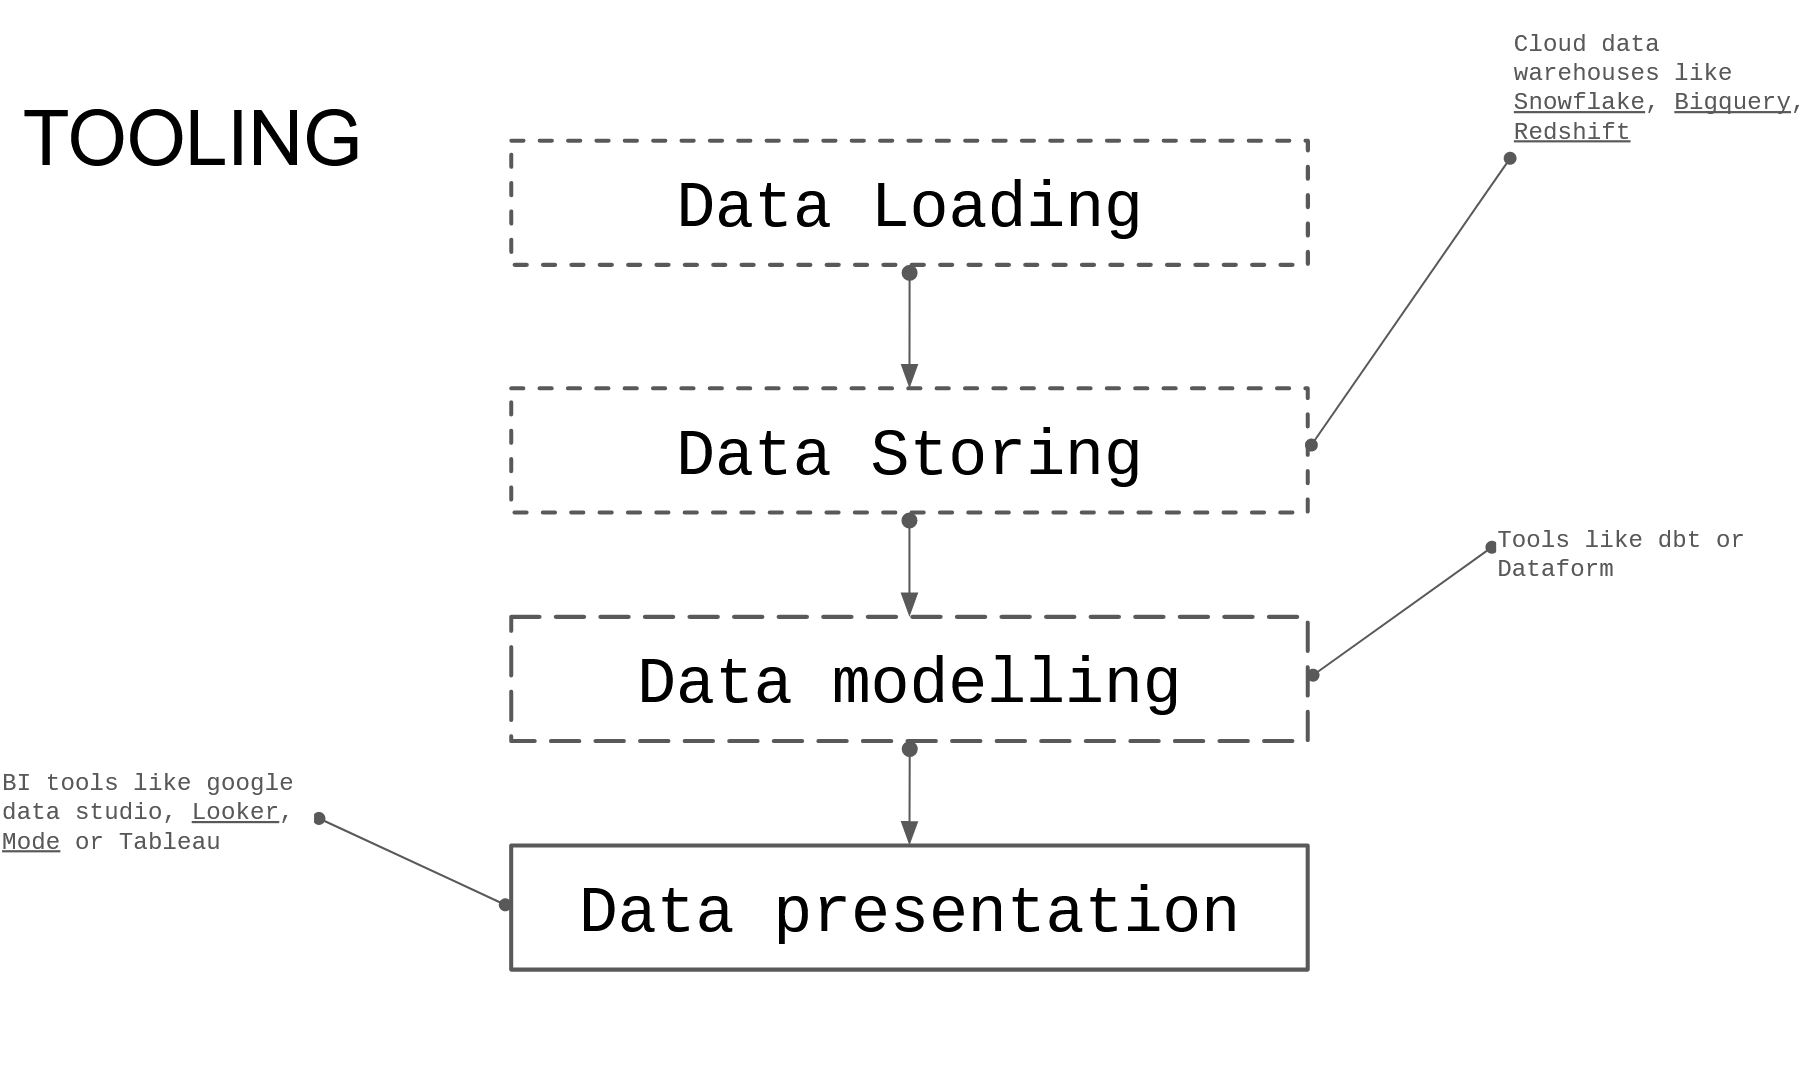 TOOLING
Cloud data
warehouses like
Snowflake, Bigquery,
Redshift
Data Loading
Data Storing
Tools like dbt or
Dataform
Data modelling
BI tools like google
data studio, Looker,
Mode or Tableau
Data presentation